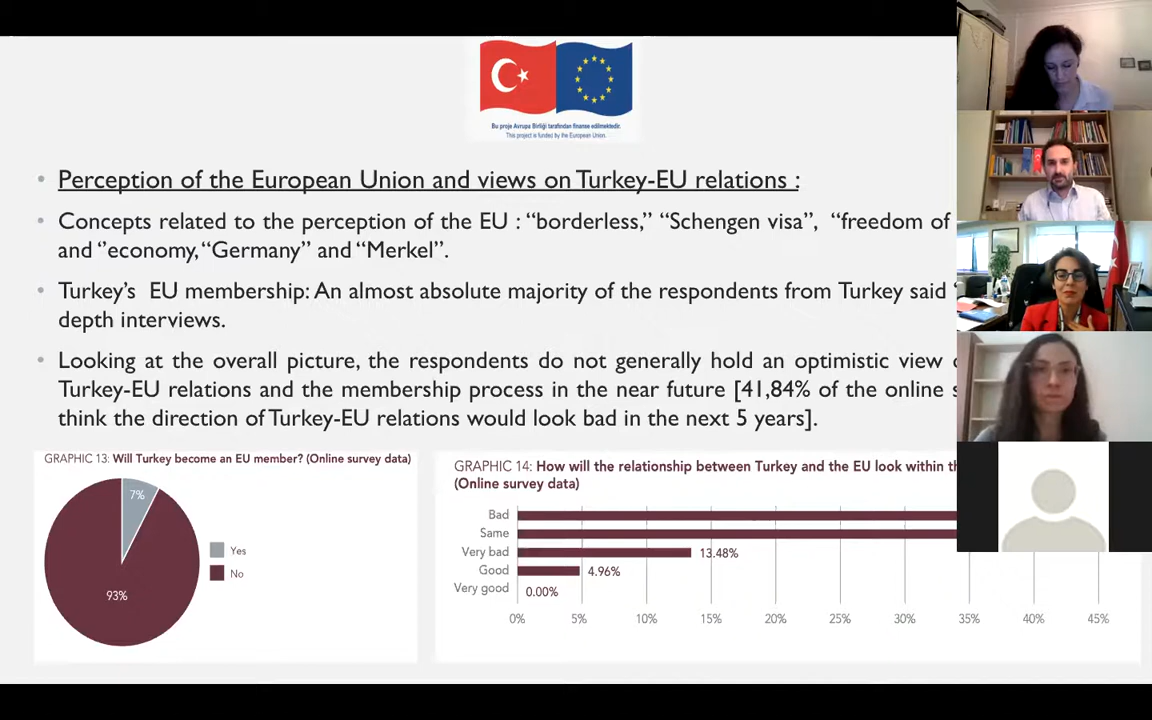 Bu proje Avrupa Birliği tarafından finanse edilmektedir.
This project is funded by the European Union.
Perception of the European Union and views on Turkey-EU relations :
Concepts related to the perception of the EU : “borderless,” “Schengen visa”, “freedom of
and ‘’economy, “Germany” and “Merkel”.
Turkey’s EU membership: An almost absolute majority of the respondents from Turkey said
depth interviews.
Looking at the overall picture, the respondents do not generally hold an optimistic view
Turkey-EU relations and the membership process in the near future [41,84% of the online
think the direction of Turkey-EU relations would look bad in the next 5 years].
GRAPHIC 13: Will Turkey become an EU member? (Online survey data)
7%
93%
Yes
No
GRAPHIC 14: How will the relationship between Turkey and the EU look within
(Online survey data)
Bad
Same
Very bad 13.48%
Good 4.96%
Very good 0.00%
0% 5% 10% 15% 20% 25% 30% 35% 40% 45%